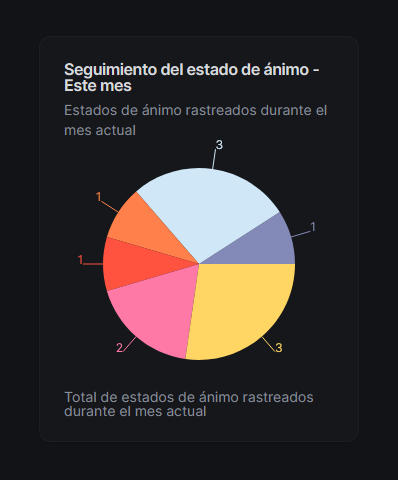 Seguimiento del estado de ánimo -
Este mes
Estados de ánimo rastreados durante el
mes actual
3
1
1
1
2
3
Total de estados de ánimo rastreados
durante el mes actual